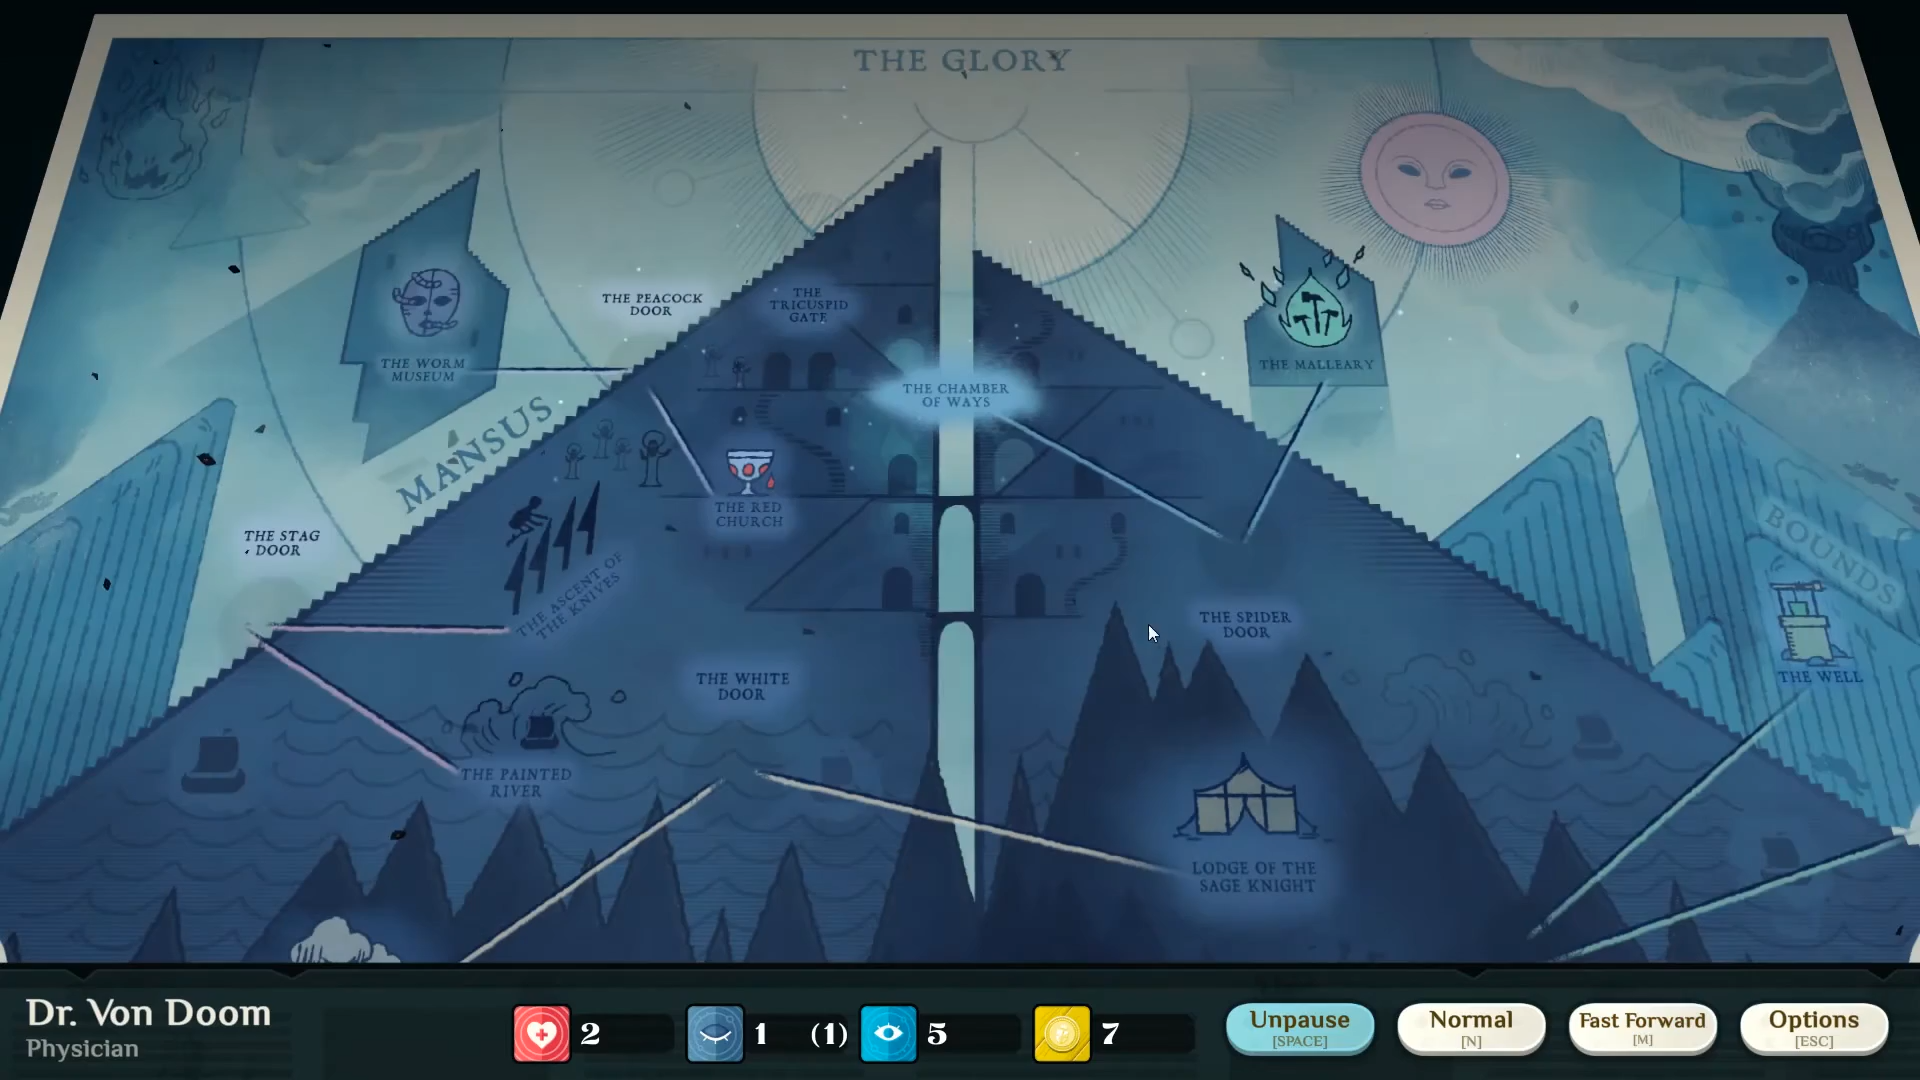 THE GLORY
THE PEACOCK
DOOR
THE
TRICUSPID
GATE
THE WORM
MUSEUM
THE MALLEARY
THE CHAMBER
OF WAYS
MANSUS
THE RED
CHURCH
THE STAG
DOOR
THE ASCENT OF
THE KNIVES
BOUNDS
THE SPIDER
DOOR
THE WELL
THE WHITE
DOOR
THE PAINTED
RIVER
LODGE OF THE
SAGE KNIGHT
Dr. Von Doom
Physician
2
1 (1)
5
7
Unpause
[SPACE]
Normal
[N]
Fast Forward
[M]
Options
[ESC]